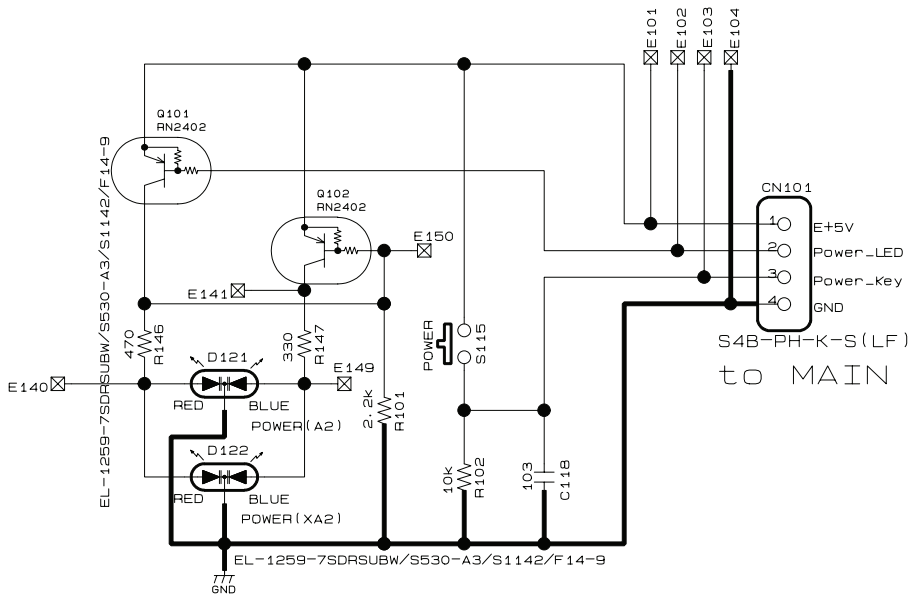 E101
E102
E103
E104
Q101
RN2402
Q102
RN2402
EL-1259-7SDRSUBW/S530-A3/S1142/F14-9
CN101
1
E+5V
2
Power_LED
3
Power_Key
4
GND
S4B-PH-K-S(LF)
to MAIN
E150
E141
470
R146
330
R147
POWER
S115
E140
D121
E149
RED
BLUE
POWER(A2)
2.2k
R101
D122
RED
BLUE
POWER(XA2)
10k
R102
103
C118
EL-1259-7SDRSUBW/S530-A3/S1142/F14-9
GND